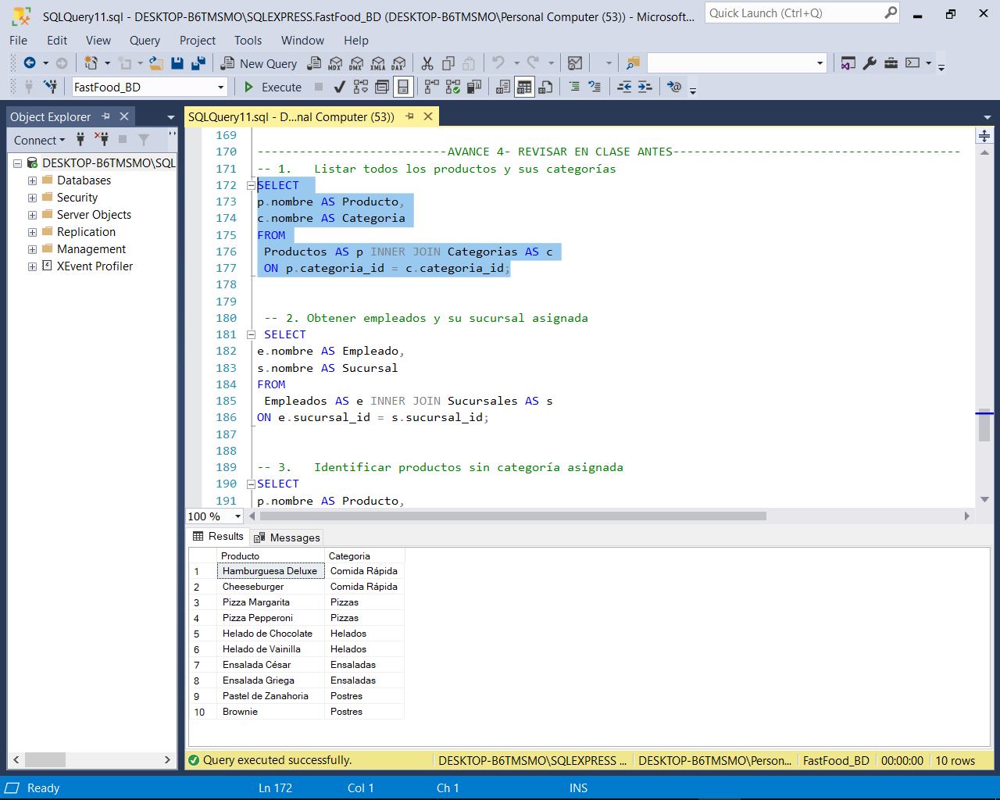 SQLQuery11.sql - DESKTOP-B6TMSMO\SQLEXPRESS.FastFood_BD (DESKTOP-B6TMSMO\Personal Computer (53)) - Microsoft...
Quick Launch (Ctrl+Q)
File Edit View Query Project Tools Window Help
New Query MDX DMX XMLA DAX
FastFood_BD Execute
Object Explorer
SQLQuery11.sql - D...nal Computer (53))
Connect
DESKTOP-B6TMSMO\SQL
Databases
Security
Server Objects
Replication
Management
XEvent Profiler
169
170 ---------------------------AVANCE 4- REVISAR EN CLASE ANTES-----------------------------------------
171 -- 1.   Listar todos los productos y sus categorías
172 SELECT
173 p.nombre AS Producto,
174 c.nombre AS Categoria
175 FROM
176  Productos AS p INNER JOIN Categorias AS c
177  ON p.categoria_id = c.categoria_id;
178
179
180  -- 2. Obtener empleados y su sucursal asignada
181  SELECT
182 e.nombre AS Empleado,
183 s.nombre AS Sucursal
184 FROM
185  Empleados AS e INNER JOIN Sucursales AS s
186 ON e.sucursal_id = s.sucursal_id;
187
188
189 -- 3.   Identificar productos sin categoría asignada
190 SELECT
191 p.nombre AS Producto,
100 %
Results Messages
Producto Categoria
1 Hamburguesa Deluxe Comida Rápida
2 Cheeseburger Comida Rápida
3 Pizza Margarita Pizzas
4 Pizza Pepperoni Pizzas
5 Helado de Chocolate Helados
6 Helado de Vainilla Helados
7 Ensalada César Ensaladas
8 Ensalada Griega Ensaladas
9 Pastel de Zanahoria Postres
10 Brownie Postres
Query executed successfully. DESKTOP-B6TMSMO\SQLEXPRESS ... DESKTOP-B6TMSMO\Person... FastFood_BD 00:00:00 10 rows
Ready Ln 172 Col 1 Ch 1 INS